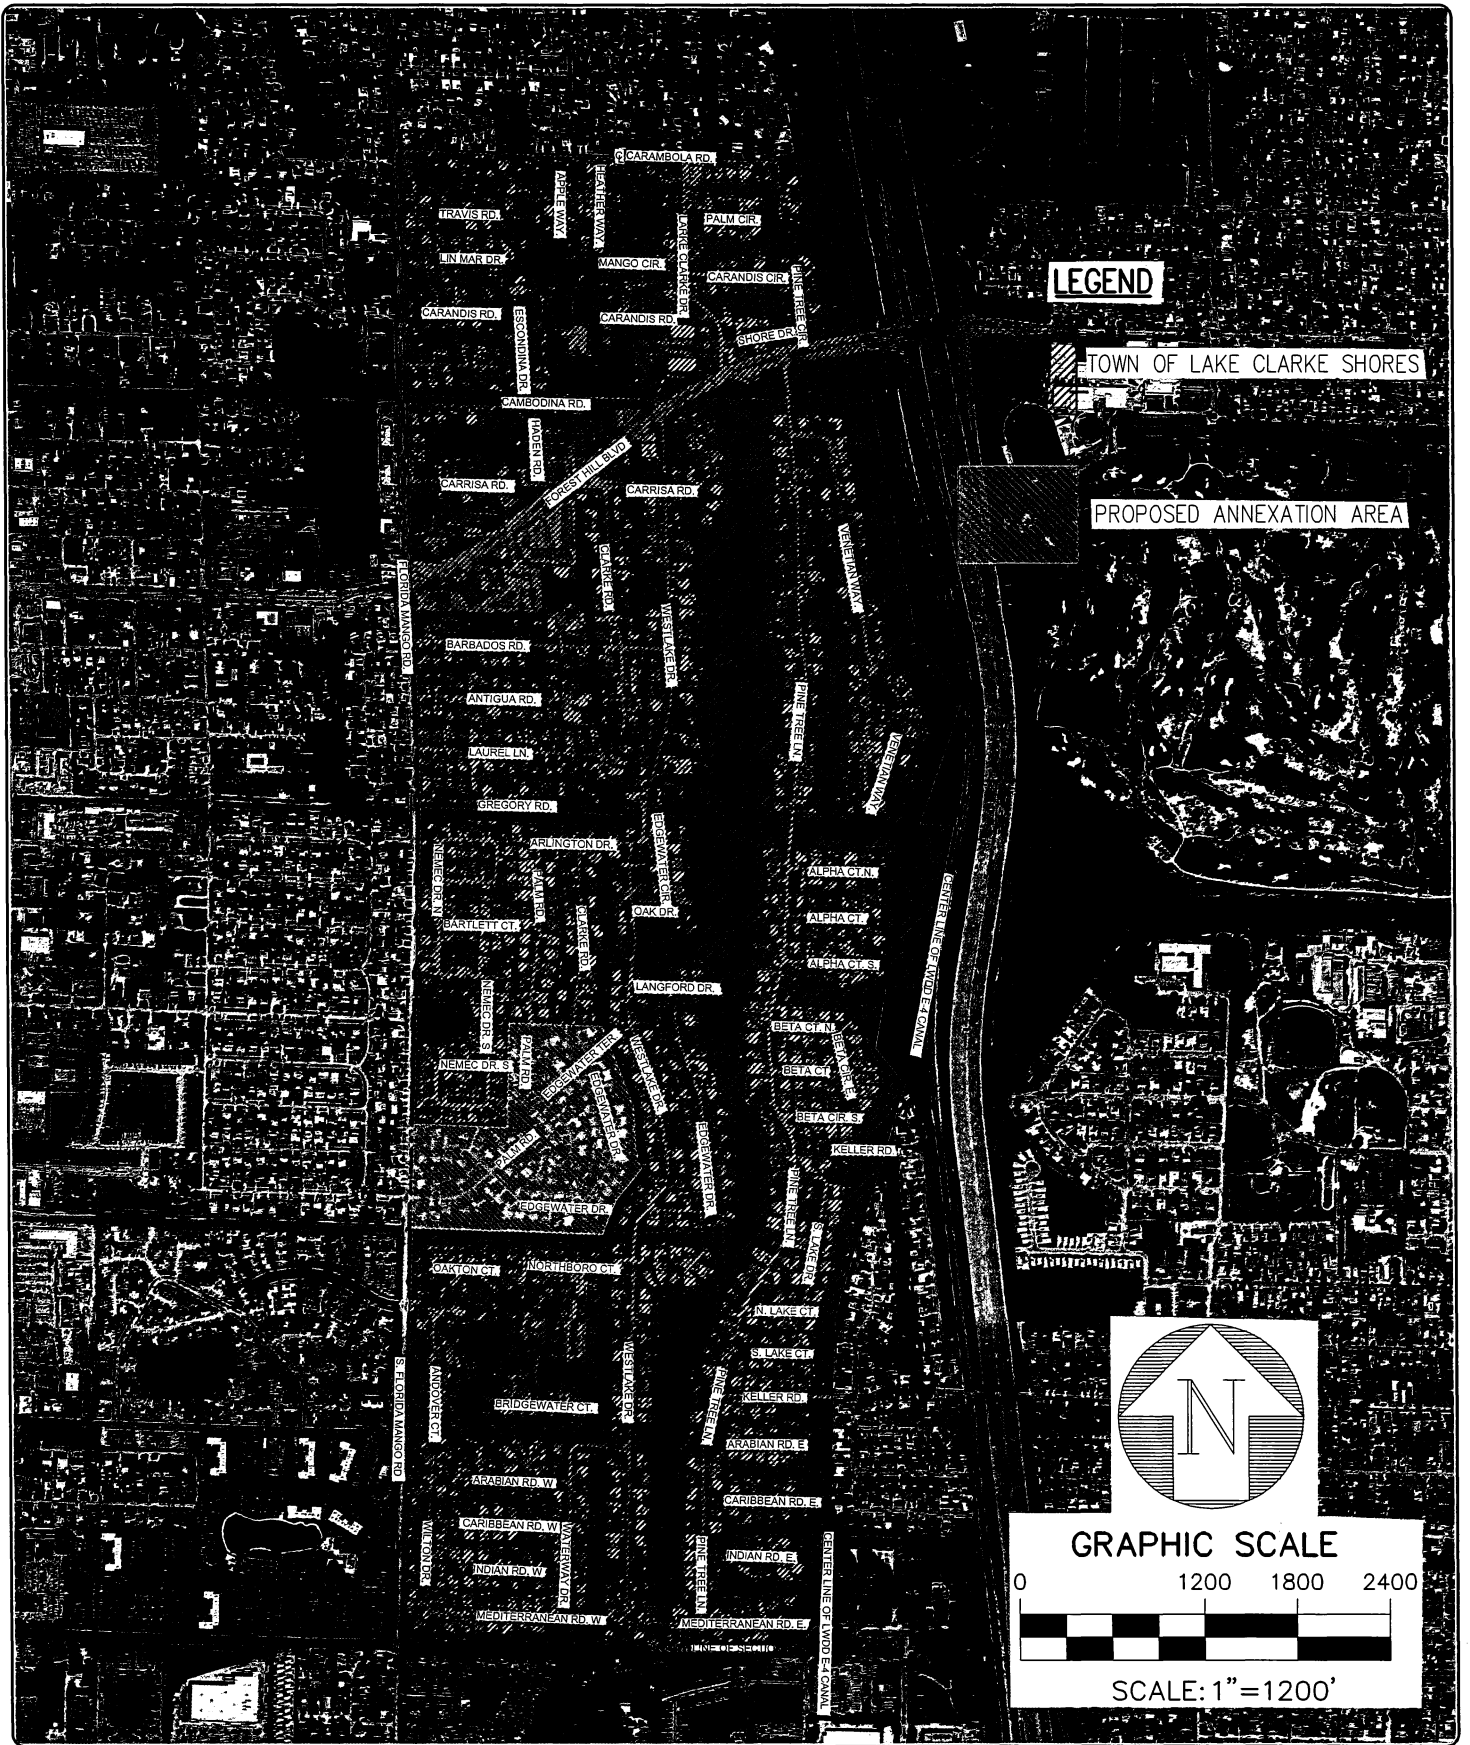 ℄ CARAMBOLA RD.
APPLE WAY
HEATHER WAY
TRAVIS RD.
LAKE CLARKE DR.
PALM CIR.
LIN MAR DR.
MANGO CIR.
CARANDIS CIR.
PINE TREE CIR.
LEGEND
CARANDIS RD.
ESCONDINA DR.
CARANDIS RD.
SHORE DR.
TOWN OF LAKE CLARKE SHORES
CAMBODINA RD.
HAIDEN RD.
FOREST HILL BLVD
CARRISA RD.
CARRISA RD.
PROPOSED ANNEXATION AREA
VENETIAN WAY
CLARKE RD.
FLORIDA MANGO RD.
WESTLAKE DR.
BARBADOS RD.
ANTIGUA RD.
PINE TREE LN.
LAUREL LN.
VENETIAN WAY
GREGORY RD.
EDGEWATER CIR.
ARLINGTON DR.
NEMEC DR. N
PALM RD.
ALPHA CT.N.
CENTER LINE OF LWDD E-4 CANAL
CLARKE RD.
OAK DR.
BARTLETT CT.
ALPHA CT.
ALPHA CT. S.
NEMEC DR. S
LANGFORD DR.
BETA CT. N.
BETA CIR. E.
PALM RD
EDGEWATER TER.
WESTLAKE DR.
NEMEC DR. S
BETA CT.
EDGEWATER DR.
BETA CIR. S.
PALM RD.
EDGEWATER DR.
KELLER RD.
PINE TREE LN.
EDGEWATER DR.
S. LAKE DR.
OAKTON CT.
NORTHBORO CT.
N. LAKE CT.
WESTLAKE DR.
S. LAKE CT.
S. FLORIDA MANGO RD
ANDOVER CT.
PINE TREE LN.
KELLER RD.
BRIDGEWATER CT.
N
ARABIAN RD. E.
ARABIAN RD. W
CARIBBEAN RD. E.
CARIBBEAN RD. W
WILTON DR.
WATERWAY DR.
PINE TREE LN.
CENTER LINE OF LWDD E-4 CANAL
INDIAN RD. E.
INDIAN RD. W
MEDITERRANEAN RD. W
MEDITERRANEAN RD. E.
LINE OF SECTIO
GRAPHIC SCALE
0 1200 1800 2400
SCALE: 1"=1200'